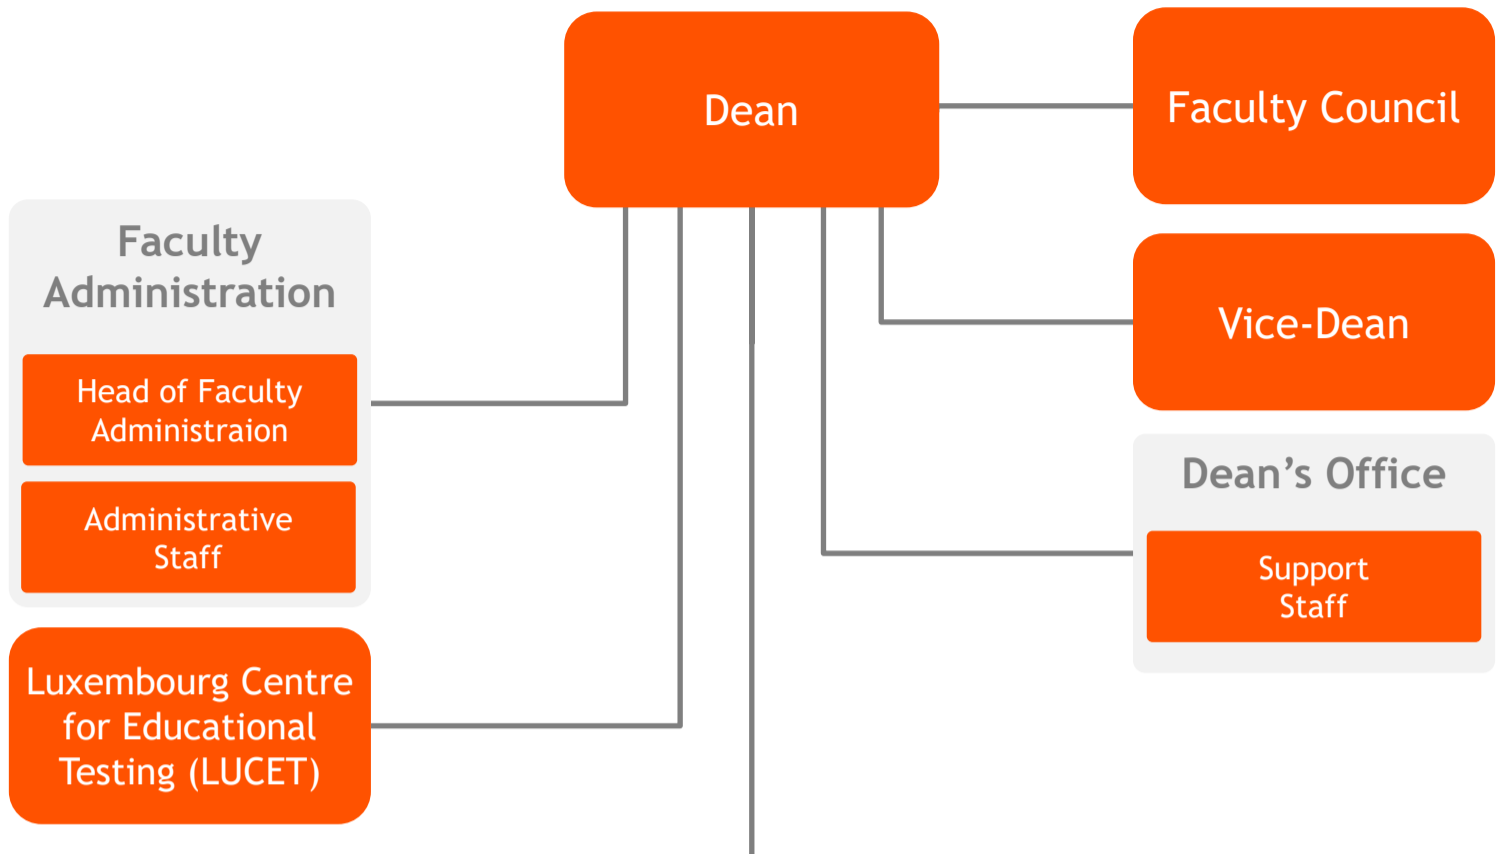 Dean
Faculty Council
Faculty
Administration
Head of Faculty
Administraion
Administrative
Staff
Luxembourg Centre
for Educational
Testing (LUCET)
Vice-Dean
Dean’s Office
Support
Staff